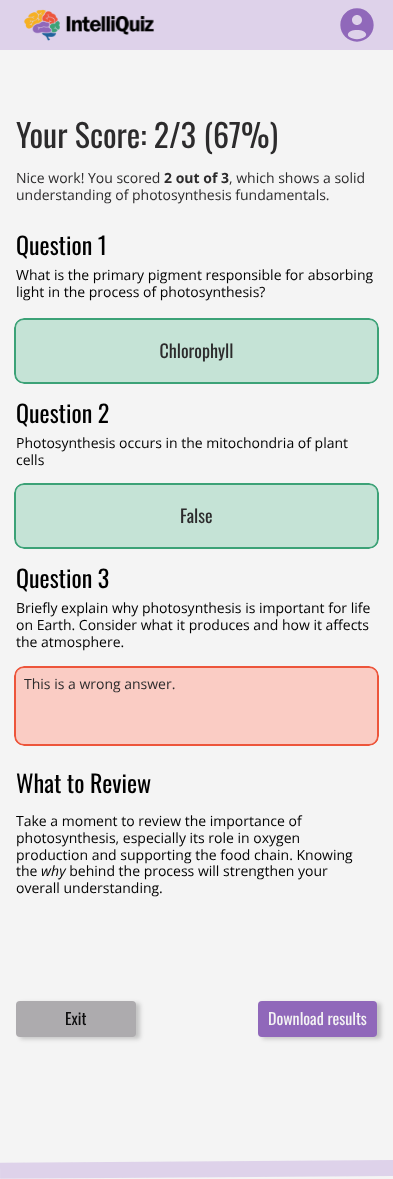 IntelliQuiz
Your Score: 2/3 (67%)
Nice work! You scored 2 out of 3, which shows a solid
understanding of photosynthesis fundamentals.
Question 1
What is the primary pigment responsible for absorbing
light in the process of photosynthesis?
Chlorophyll
Question 2
Photosynthesis occurs in the mitochondria of plant
cells
False
Question 3
Briefly explain why photosynthesis is important for life
on Earth. Consider what it produces and how it affects
the atmosphere.
This is a wrong answer.
What to Review
Take a moment to review the importance of
photosynthesis, especially its role in oxygen
production and supporting the food chain. Knowing
the why behind the process will strengthen your
overall understanding.
Exit
Download results